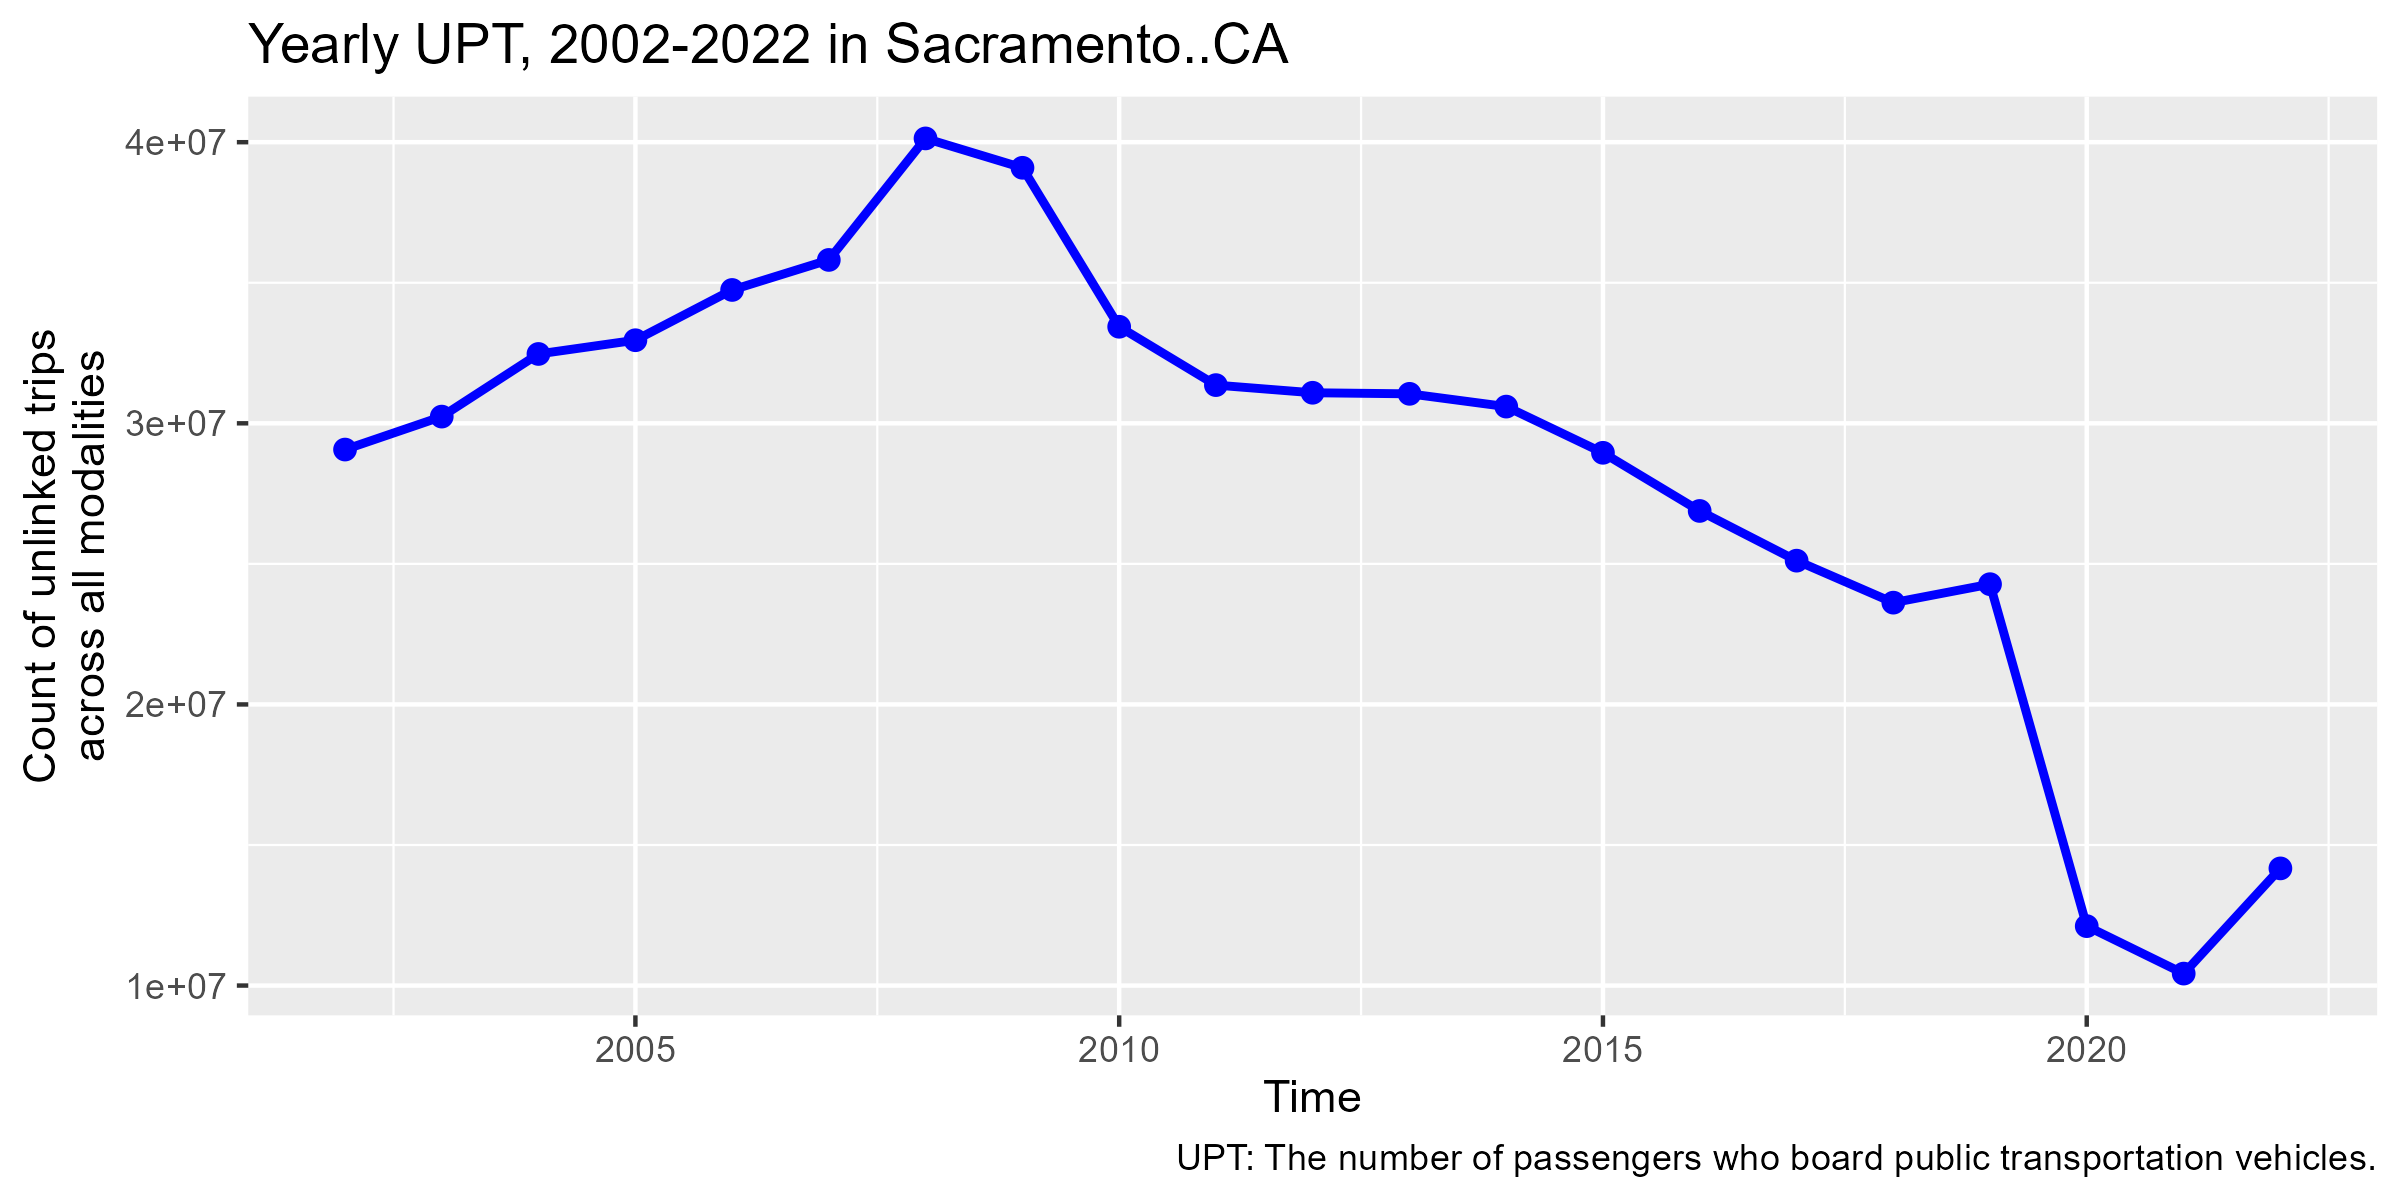 Yearly UPT, 2002-2022 in Sacramento..CA
Count of unlinked trips
across all modalities
4e+07
3e+07
2e+07
1e+07
2005
2010
2015
2020
Time
UPT: The number of passengers who board public transportation vehicles.